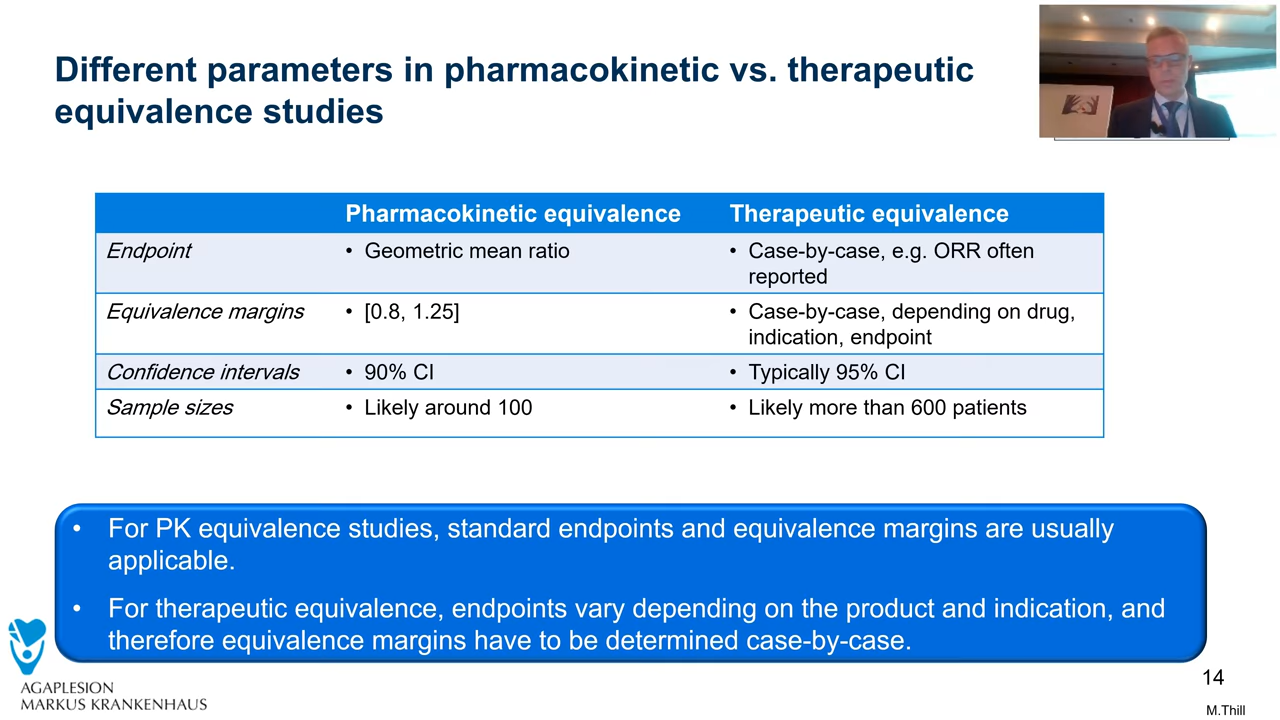 Different parameters in pharmacokinetic vs. therapeutic
equivalence studies
Pharmacokinetic equivalence Therapeutic equivalence
Endpoint • Geometric mean ratio • Case-by-case, e.g. ORR often
reported
Equivalence margins • [0.8, 1.25] • Case-by-case, depending on drug,
indication, endpoint
Confidence intervals • 90% CI • Typically 95% CI
Sample sizes • Likely around 100 • Likely more than 600 patients
• For PK equivalence studies, standard endpoints and equivalence margins are usually
applicable.
• For therapeutic equivalence, endpoints vary depending on the product and indication, and
therefore equivalence margins have to be determined case-by-case.
AGAPLESION
MARKUS KRANKENHAUS
14
M.Thill